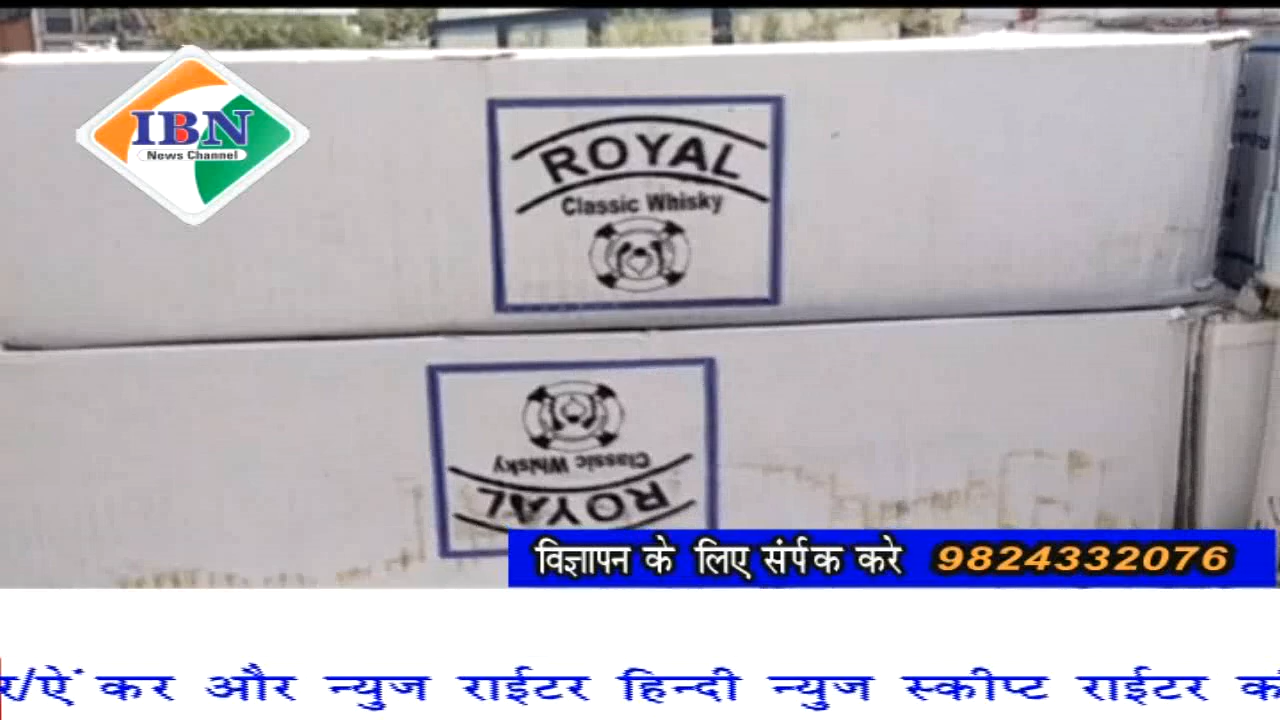 IBN
News Channel
ROYAL
Classic Whisky
Classic Whisky
ROYAL
विज्ञापन के लिए संर्पक करे 9824332076
र/ऐं कर और न्युज राईटर हिन्दी न्युज स्कीप्ट राईटर क